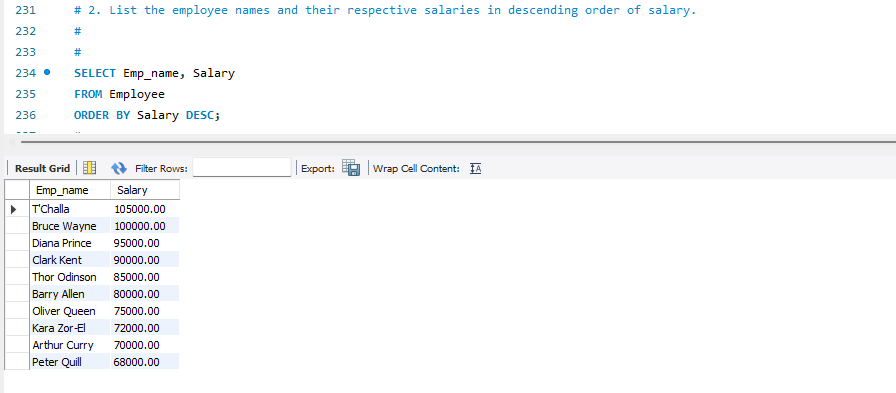 231 # 2. List the employee names and their respective salaries in descending order of salary.
232 #
233 #
234 SELECT Emp_name, Salary
235 FROM Employee
236 ORDER BY Salary DESC;
Result Grid Filter Rows: Export: Wrap Cell Content: IA
Emp_name Salary
T'Challa 105000.00
Bruce Wayne 100000.00
Diana Prince 95000.00
Clark Kent 90000.00
Thor Odinson 85000.00
Barry Allen 80000.00
Oliver Queen 75000.00
Kara Zor-El 72000.00
Arthur Curry 70000.00
Peter Quill 68000.00